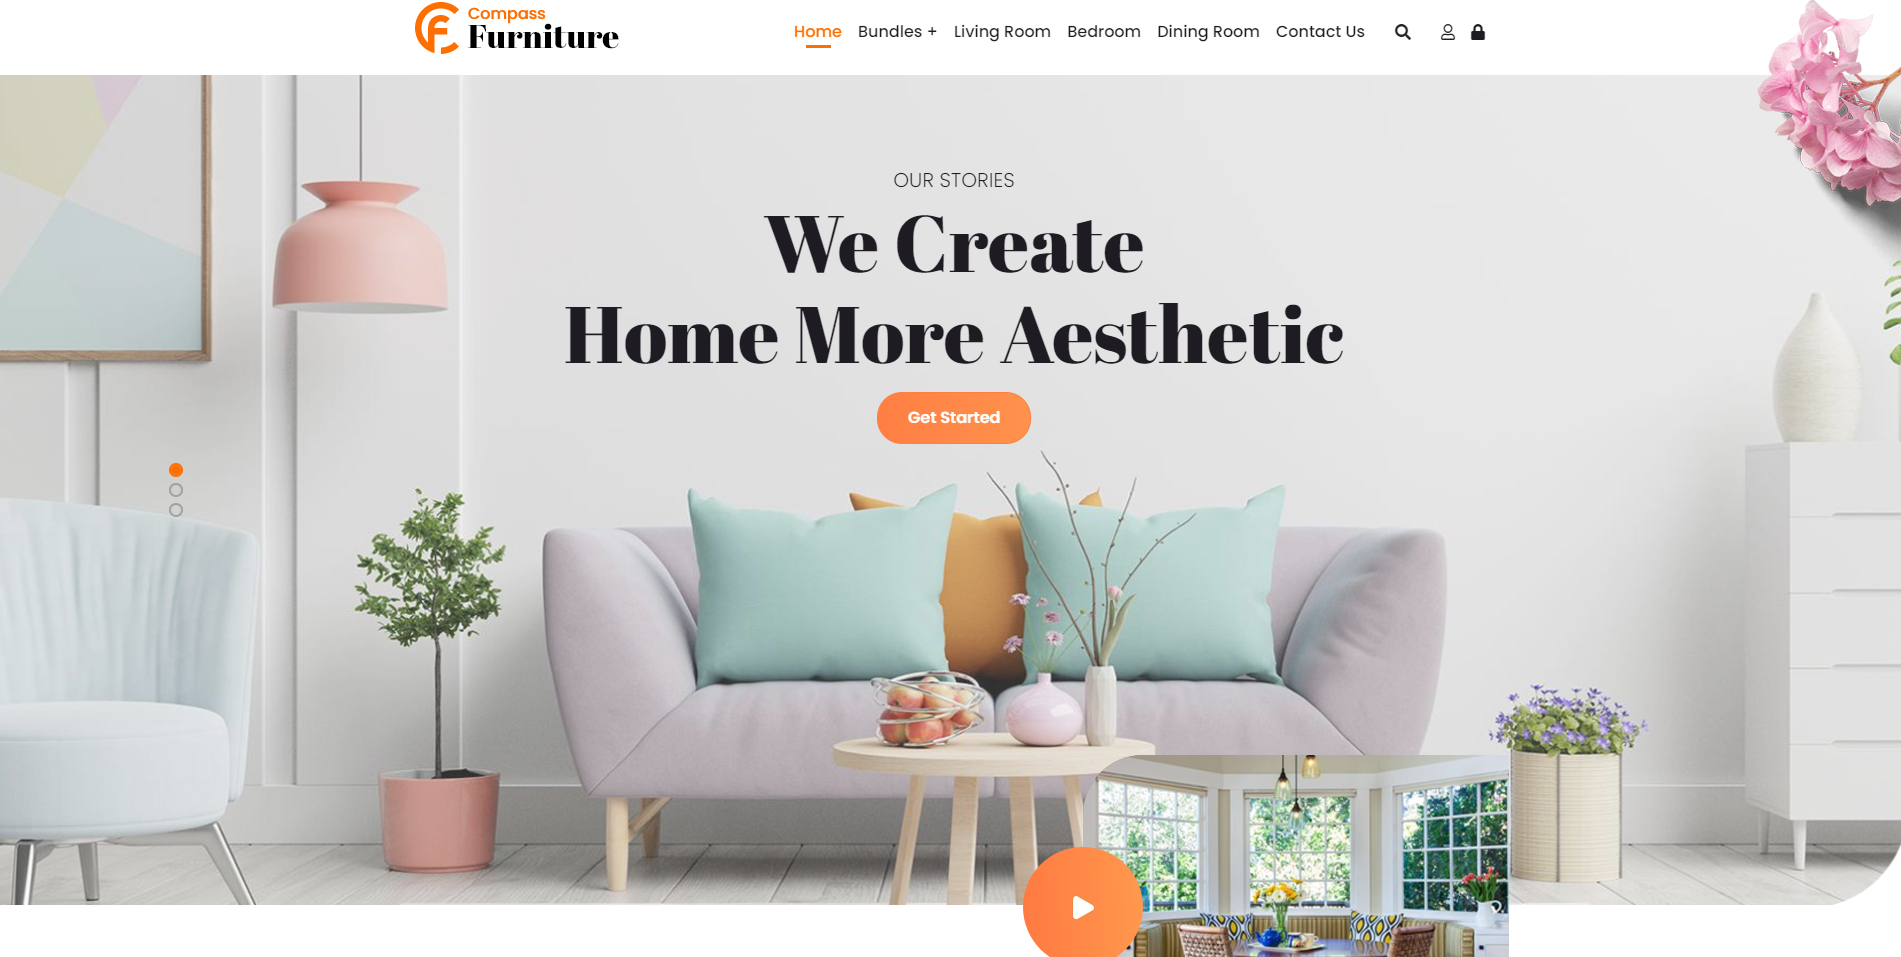 Compass
Furniture
Home Bundles + Living Room Bedroom Dining Room Contact Us
OUR STORIES
We Create
Home More Aesthetic
Get Started